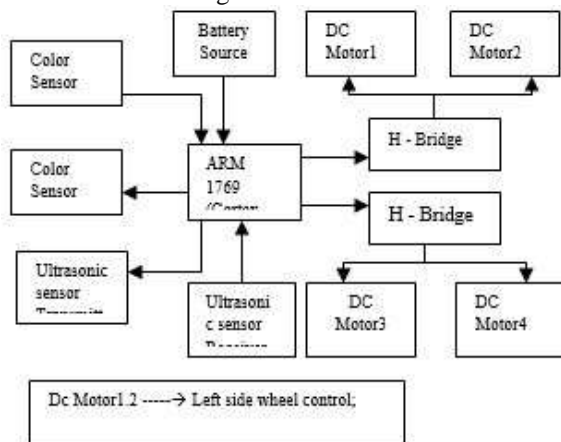 Color
Sensor
Battery
Source
DC
Motor1
DC
Motor2
H - Bridge
ARM
1769
Color
Sensor
H - Bridge
Ultrasonic
sensor
Ultrasoni
c sensor
DC
Motor3
DC
Motor4
Dc Motor1.2 -----→ Left side wheel control;